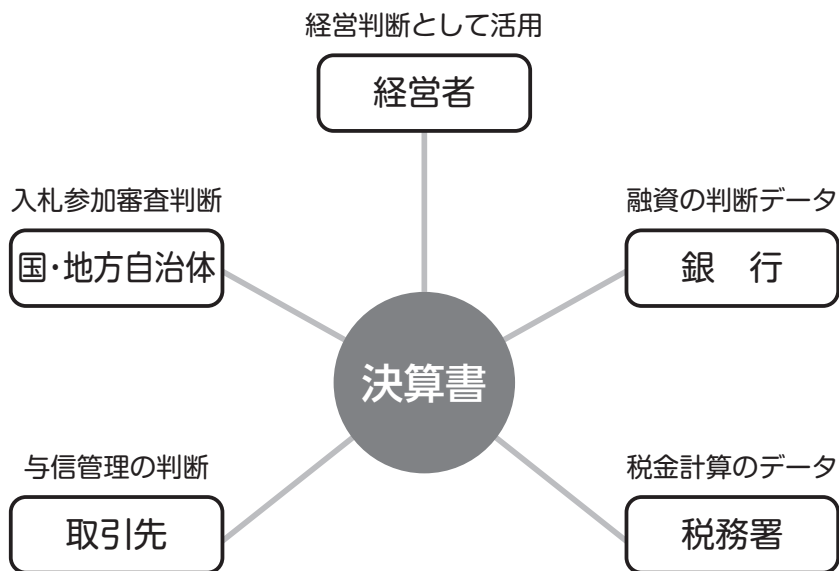 経営判断として活用
経営者
入札参加審査判断
国･地方自治体
融資の判断データ
銀　行
決算書
与信管理の判断
取引先
税金計算のデータ
税務署